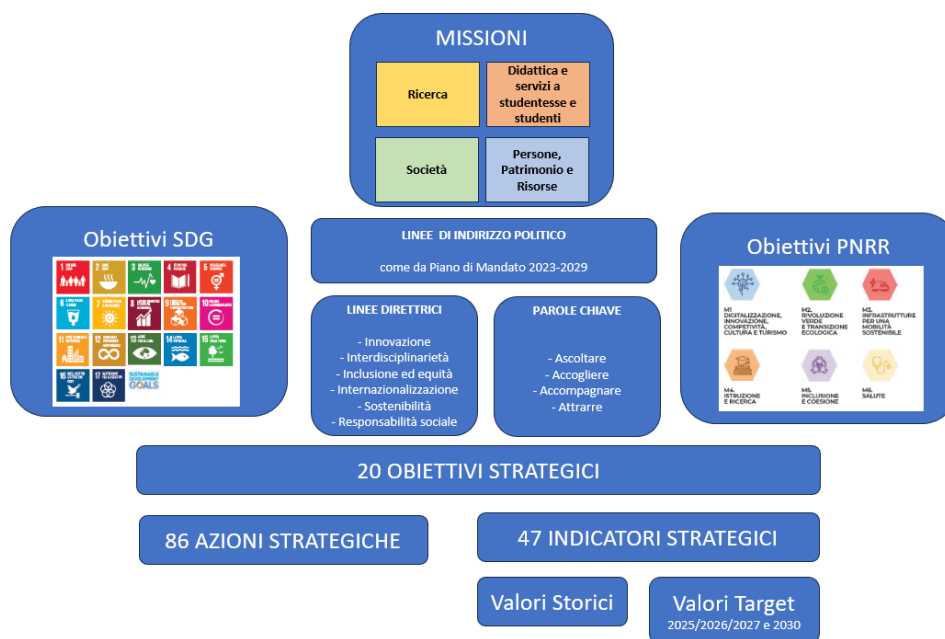 MISSIONI
Ricerca
Didattica e
servizi a
studentesse e
studenti
Società
Persone,
Patrimonio e
Risorse
Obiettivi SDG
SUSTAINABLE
DEVELOPMENT
GOALS
LINEE DI INDIRIZZO POLITICO
come da Piano di Mandato 2023-2029
LINEE DIRETTRICI
- Innovazione
- Interdisciplinarietà
- Inclusione ed equità
- Internazionalizzazione
- Sostenibilità
- Responsabilità sociale
PAROLE CHIAVE
- Ascoltare
- Accogliere
- Accompagnare
- Attrarre
Obiettivi PNRR
M1
DIGITALIZZAZIONE,
INNOVAZIONE,
COMPETIVITÀ,
CULTURA E TURISMO
M2.
RIVOLUZIONE
VERDE
E TRANSIZIONE
ECOLOGICA
M3.
INFRASTRUTTURE
PER UNA
MOBILITÀ
SOSTENIBILE
M4.
ISTRUZIONE
E RICERCA
M5.
INCLUSIONE
E COESIONE
M6.
SALUTE
20 OBIETTIVI STRATEGICI
86 AZIONI STRATEGICHE
47 INDICATORI STRATEGICI
Valori Storici
Valori Target
2025/2026/2027 e 2030